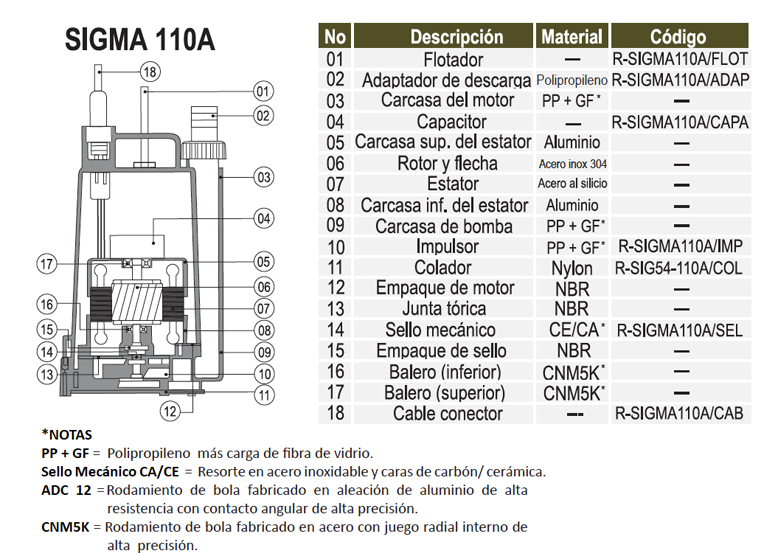 SIGMA 110A
18
01
02
03
04
17
05
06
16
07
15
08
14
09
13
10
11
12
No Descripción Material Código
01 Flotador — R-SIGMA110A/FLOT
02 Adaptador de descarga Polipropileno R-SIGMA110A/ADAP
03 Carcasa del motor PP + GF* —
04 Capacitor — R-SIGMA110A/CAPA
05 Carcasa sup. del estator Aluminio —
06 Rotor y flecha Acero inox 304 —
07 Estator Acero al silicio —
08 Carcasa inf. del estator Aluminio —
09 Carcasa de bomba PP + GF* —
10 Impulsor PP + GF* R-SIGMA110A/IMP
11 Colador Nylon R-SIG54-110A/COL
12 Empaque de motor NBR —
13 Junta tórica NBR —
14 Sello mecánico CE/CA* R-SIGMA110A/SEL
15 Empaque de sello NBR —
16 Balero (inferior) CNM5K* —
17 Balero (superior) CNM5K* —
18 Cable conector --- R-SIGMA110A/CAB
*NOTAS
PP + GF = Polipropileno más carga de fibra de vidrio.
Sello Mecánico CA/CE = Resorte en acero inoxidable y caras de carbón/ cerámica.
ADC 12 = Rodamiento de bola fabricado en aleación de aluminio de alta
resistencia con contacto angular de alta precisión.
CNM5K = Rodamiento de bola fabricado en acero con juego radial interno de
alta precisión.